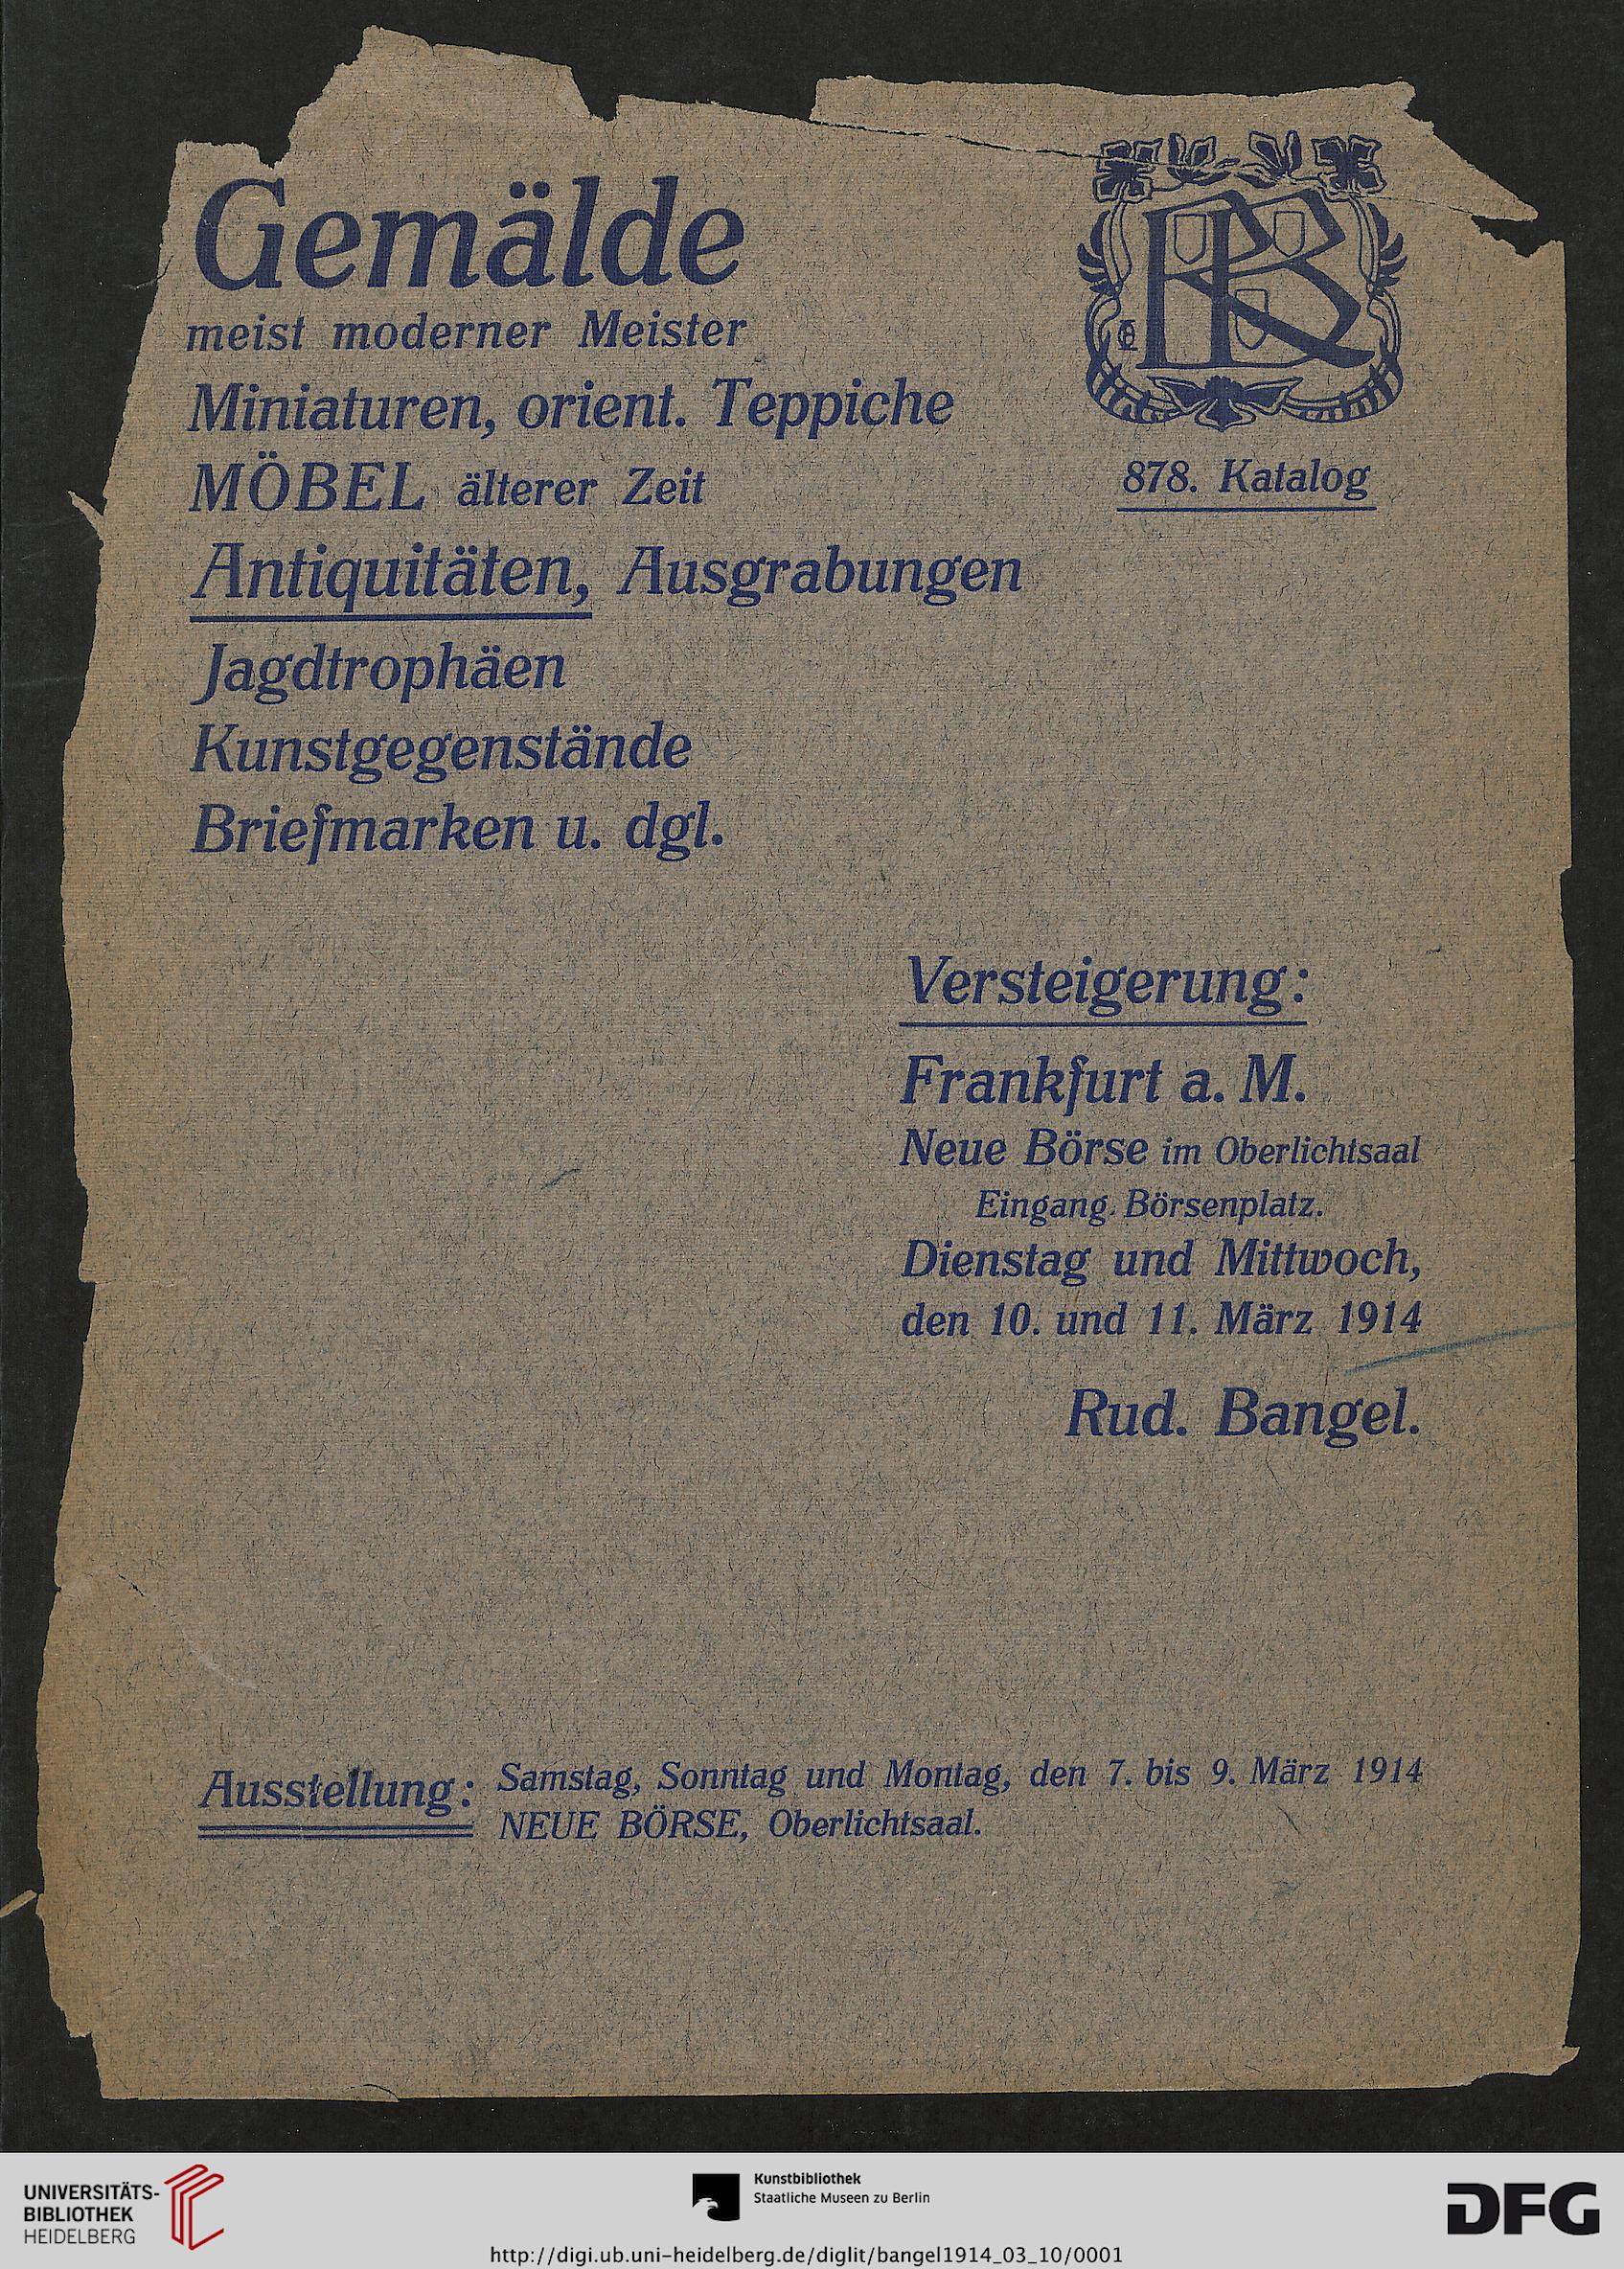 Gemälde
meist moderner Meister
Miniaturen, orient. Teppiche
MÖBEL älterer Zeit
Antiquitäten, Ausgrabungen
Jagdtrophäen
Kunstgegenstände
Briefmarken u. dgl.
RB
878. Katalog
Versteigerung:
Frankfurt a. M.
Neue Börse im Oberlichtsaal
Eingang Börsenplatz.
Dienstag und Mittwoch,
den 10. und 11. März 1914
Rud. Bangel.
Ausstellung: Samstag, Sonntag und Montag, den 7. bis 9. März 1914
NEUE BÖRSE, Oberlichtsaal.
UNIVERSITÄTS-
BIBLIOTHEK
HEIDELBERG
Kunstbibliothek
Staatliche Museen zu Berlin
DFG
http://digi.ub.uni-heidelberg.de/diglit/bangel1914_03_10/0001